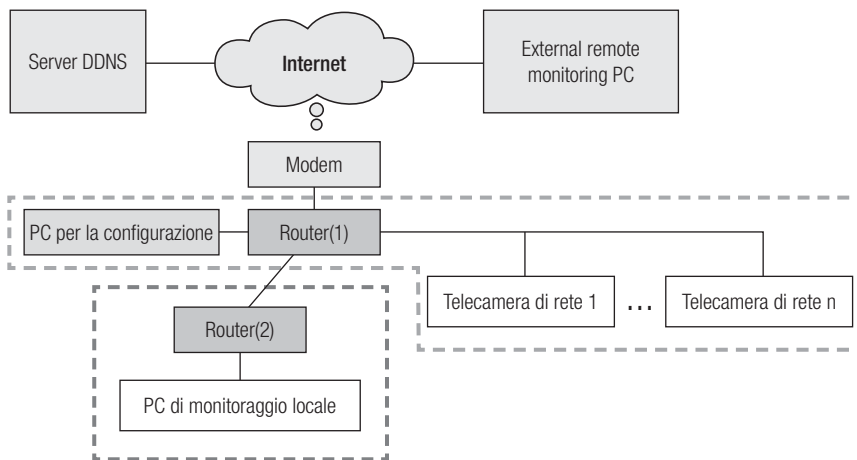 Server DDNS
Internet
External remote
monitoring PC
Modem
PC per la configurazione
Router(1)
Telecamera di rete 1
...
Telecamera di rete n
Router(2)
PC di monitoraggio locale